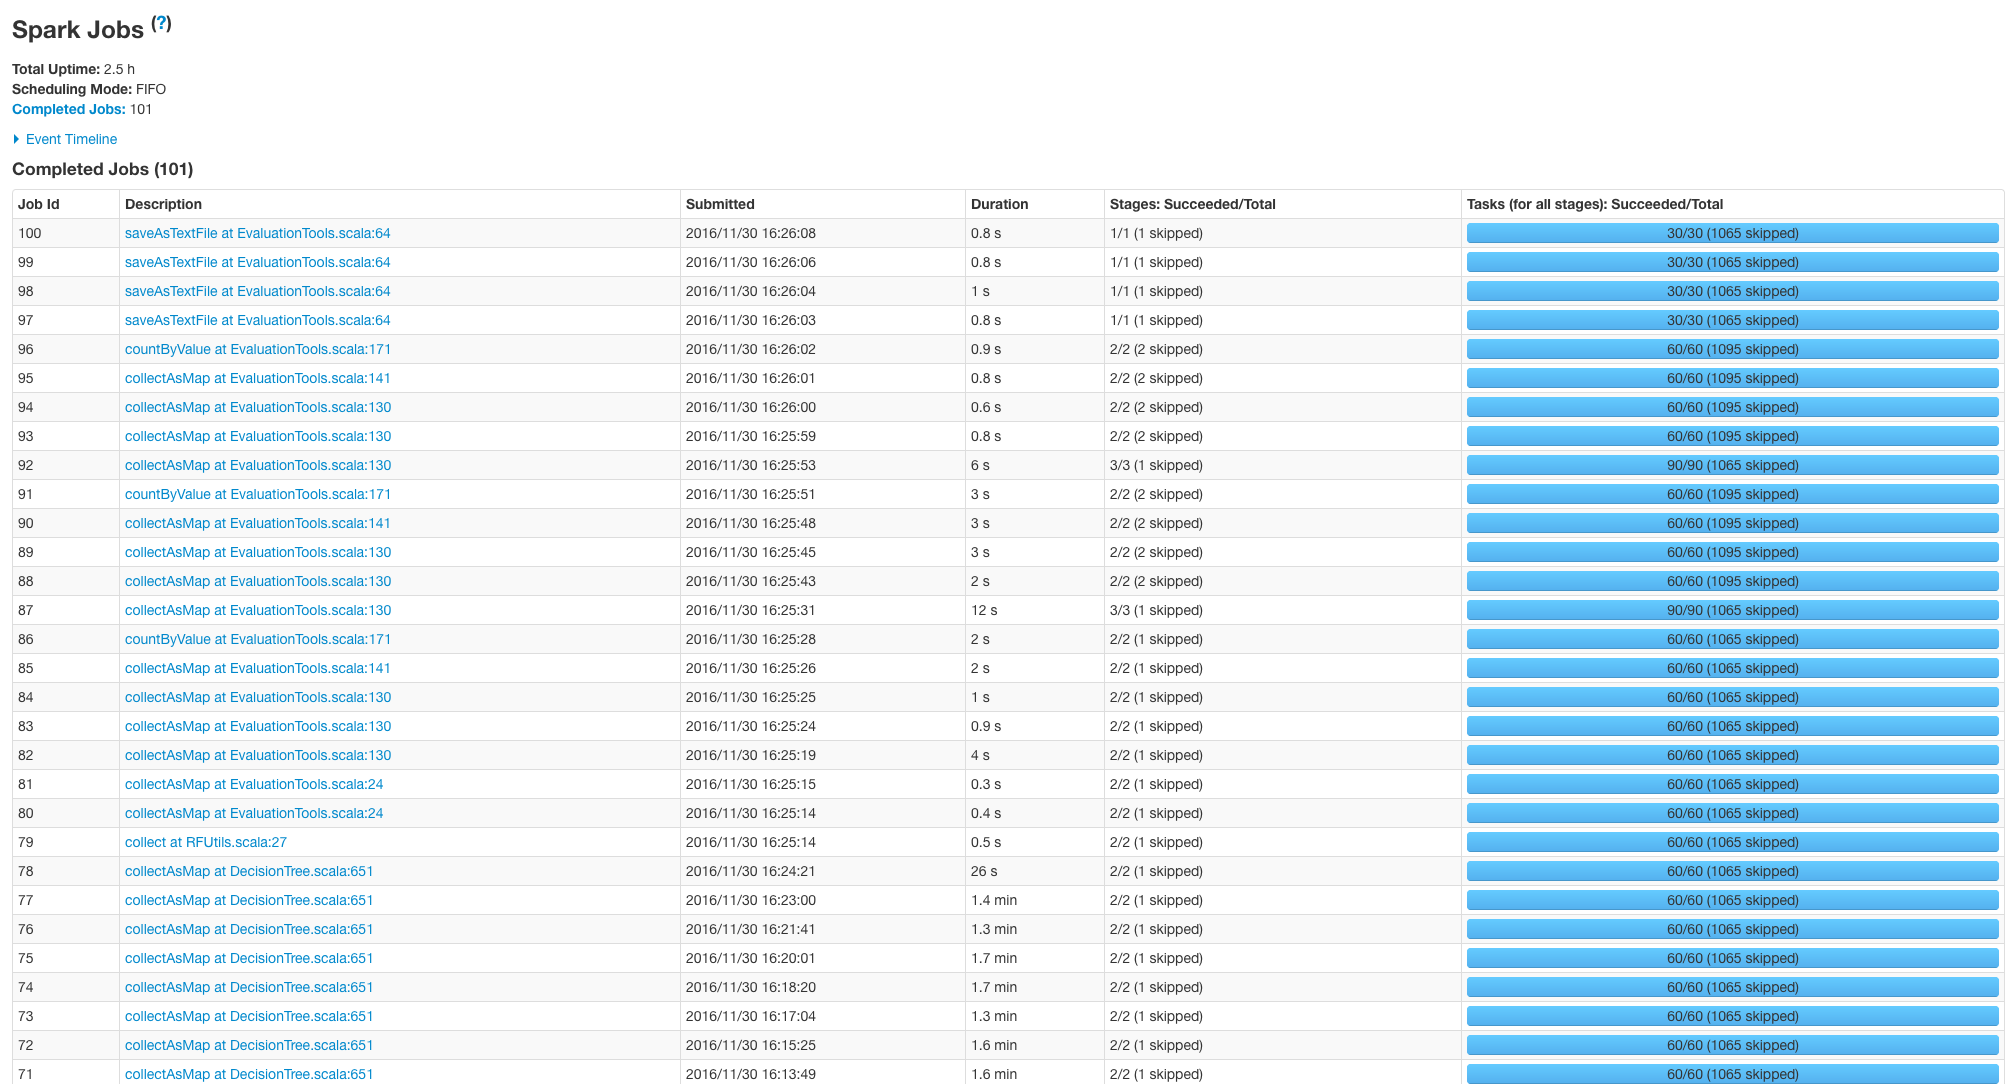 Spark Jobs (?)
Total Uptime: 2.5 h
Scheduling Mode: FIFO
Completed Jobs: 101
Event Timeline
Completed Jobs (101)
Job Id Description Submitted Duration Stages: Succeeded/Total Tasks (for all stages): Succeeded/Total
100 saveAsTextFile at EvaluationTools.scala:64 2016/11/30 16:26:08 0.8 s 1/1 (1 skipped) 30/30 (1065 skipped)
99 saveAsTextFile at EvaluationTools.scala:64 2016/11/30 16:26:06 0.8 s 1/1 (1 skipped) 30/30 (1065 skipped)
98 saveAsTextFile at EvaluationTools.scala:64 2016/11/30 16:26:04 1 s 1/1 (1 skipped) 30/30 (1065 skipped)
97 saveAsTextFile at EvaluationTools.scala:64 2016/11/30 16:26:03 0.8 s 1/1 (1 skipped) 30/30 (1065 skipped)
96 countByValue at EvaluationTools.scala:171 2016/11/30 16:26:02 0.9 s 2/2 (2 skipped) 60/60 (1095 skipped)
95 collectAsMap at EvaluationTools.scala:141 2016/11/30 16:26:01 0.8 s 2/2 (2 skipped) 60/60 (1095 skipped)
94 collectAsMap at EvaluationTools.scala:130 2016/11/30 16:26:00 0.6 s 2/2 (2 skipped) 60/60 (1095 skipped)
93 collectAsMap at EvaluationTools.scala:130 2016/11/30 16:25:59 0.8 s 2/2 (2 skipped) 60/60 (1095 skipped)
92 collectAsMap at EvaluationTools.scala:130 2016/11/30 16:25:53 6 s 3/3 (1 skipped) 90/90 (1065 skipped)
91 countByValue at EvaluationTools.scala:171 2016/11/30 16:25:51 3 s 2/2 (2 skipped) 60/60 (1095 skipped)
90 collectAsMap at EvaluationTools.scala:141 2016/11/30 16:25:48 3 s 2/2 (2 skipped) 60/60 (1095 skipped)
89 collectAsMap at EvaluationTools.scala:130 2016/11/30 16:25:45 3 s 2/2 (2 skipped) 60/60 (1095 skipped)
88 collectAsMap at EvaluationTools.scala:130 2016/11/30 16:25:43 2 s 2/2 (2 skipped) 60/60 (1095 skipped)
87 collectAsMap at EvaluationTools.scala:130 2016/11/30 16:25:31 12 s 3/3 (1 skipped) 90/90 (1065 skipped)
86 countByValue at EvaluationTools.scala:171 2016/11/30 16:25:28 2 s 2/2 (1 skipped) 60/60 (1065 skipped)
85 collectAsMap at EvaluationTools.scala:141 2016/11/30 16:25:26 2 s 2/2 (1 skipped) 60/60 (1065 skipped)
84 collectAsMap at EvaluationTools.scala:130 2016/11/30 16:25:25 1 s 2/2 (1 skipped) 60/60 (1065 skipped)
83 collectAsMap at EvaluationTools.scala:130 2016/11/30 16:25:24 0.9 s 2/2 (1 skipped) 60/60 (1065 skipped)
82 collectAsMap at EvaluationTools.scala:130 2016/11/30 16:25:19 4 s 2/2 (1 skipped) 60/60 (1065 skipped)
81 collectAsMap at EvaluationTools.scala:24 2016/11/30 16:25:15 0.3 s 2/2 (1 skipped) 60/60 (1065 skipped)
80 collectAsMap at EvaluationTools.scala:24 2016/11/30 16:25:14 0.4 s 2/2 (1 skipped) 60/60 (1065 skipped)
79 collect at RFUtils.scala:27 2016/11/30 16:25:14 0.5 s 2/2 (1 skipped) 60/60 (1065 skipped)
78 collectAsMap at DecisionTree.scala:651 2016/11/30 16:24:21 26 s 2/2 (1 skipped) 60/60 (1065 skipped)
77 collectAsMap at DecisionTree.scala:651 2016/11/30 16:23:00 1.4 min 2/2 (1 skipped) 60/60 (1065 skipped)
76 collectAsMap at DecisionTree.scala:651 2016/11/30 16:21:41 1.3 min 2/2 (1 skipped) 60/60 (1065 skipped)
75 collectAsMap at DecisionTree.scala:651 2016/11/30 16:20:01 1.7 min 2/2 (1 skipped) 60/60 (1065 skipped)
74 collectAsMap at DecisionTree.scala:651 2016/11/30 16:18:20 1.7 min 2/2 (1 skipped) 60/60 (1065 skipped)
73 collectAsMap at DecisionTree.scala:651 2016/11/30 16:17:04 1.3 min 2/2 (1 skipped) 60/60 (1065 skipped)
72 collectAsMap at DecisionTree.scala:651 2016/11/30 16:15:25 1.6 min 2/2 (1 skipped) 60/60 (1065 skipped)
71 collectAsMap at DecisionTree.scala:651 2016/11/30 16:13:49 1.6 min 2/2 (1 skipped) 60/60 (1065 skipped)